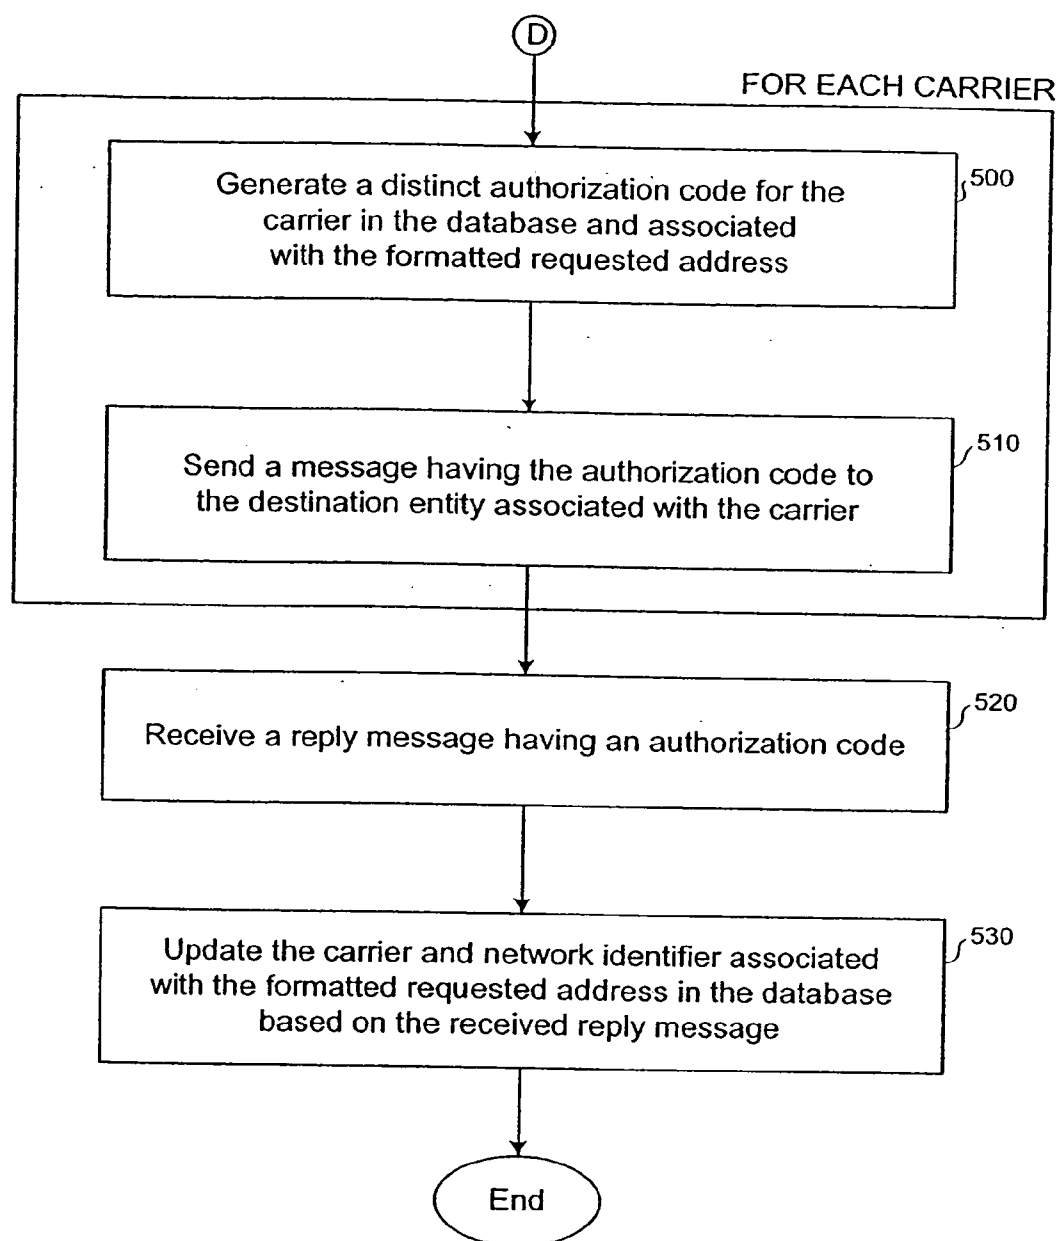 D
FOR EACH CARRIER
Generate a distinct authorization code for the
carrier in the database and associated
with the formatted requested address
500
Send a message having the authorization code to
the destination entity associated with the carrier
510
Receive a reply message having an authorization code
520
Update the carrier and network identifier associated
with the formatted requested address in the database
based on the received reply message
530
End